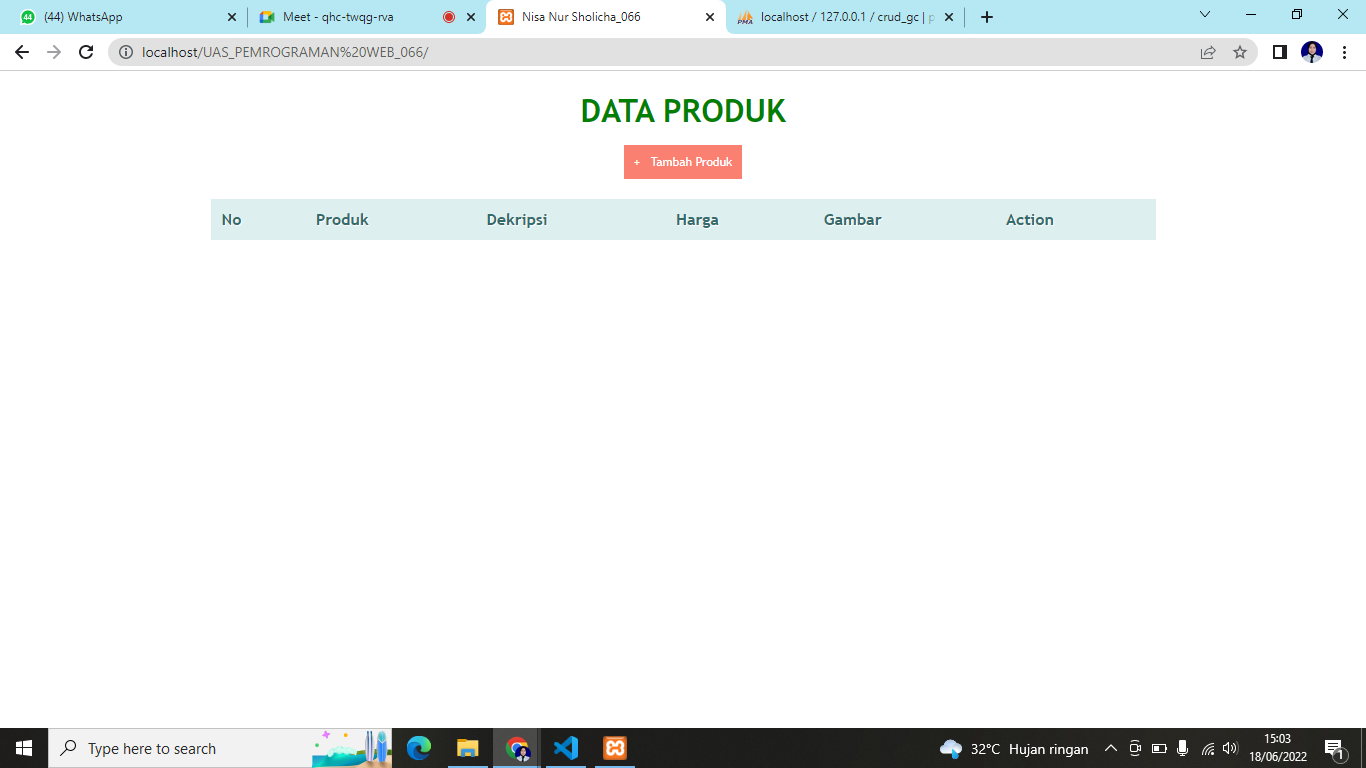 44 (44) WhatsApp
Meet - qhc-twqg-rva
Nisa Nur Sholicha_066
PMA localhost / 127.0.0.1 / crud_gc | p
localhost/UAS_PEMROGRAMAN%20WEB_066/
DATA PRODUK
+ Tambah Produk
No Produk Dekripsi Harga Gambar Action
Type here to search
32°C Hujan ringan
15:03
18/06/2022
1